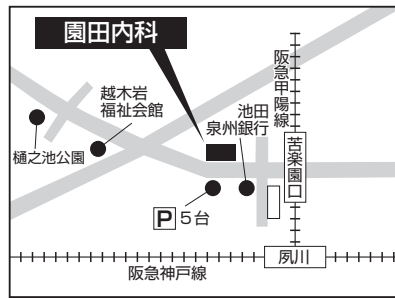 園田内科
越木岩
福祉会館
樋之池公園
池田
泉州銀行
阪急甲陽線
苦楽園口
P 5台
夙川
阪急神戸線